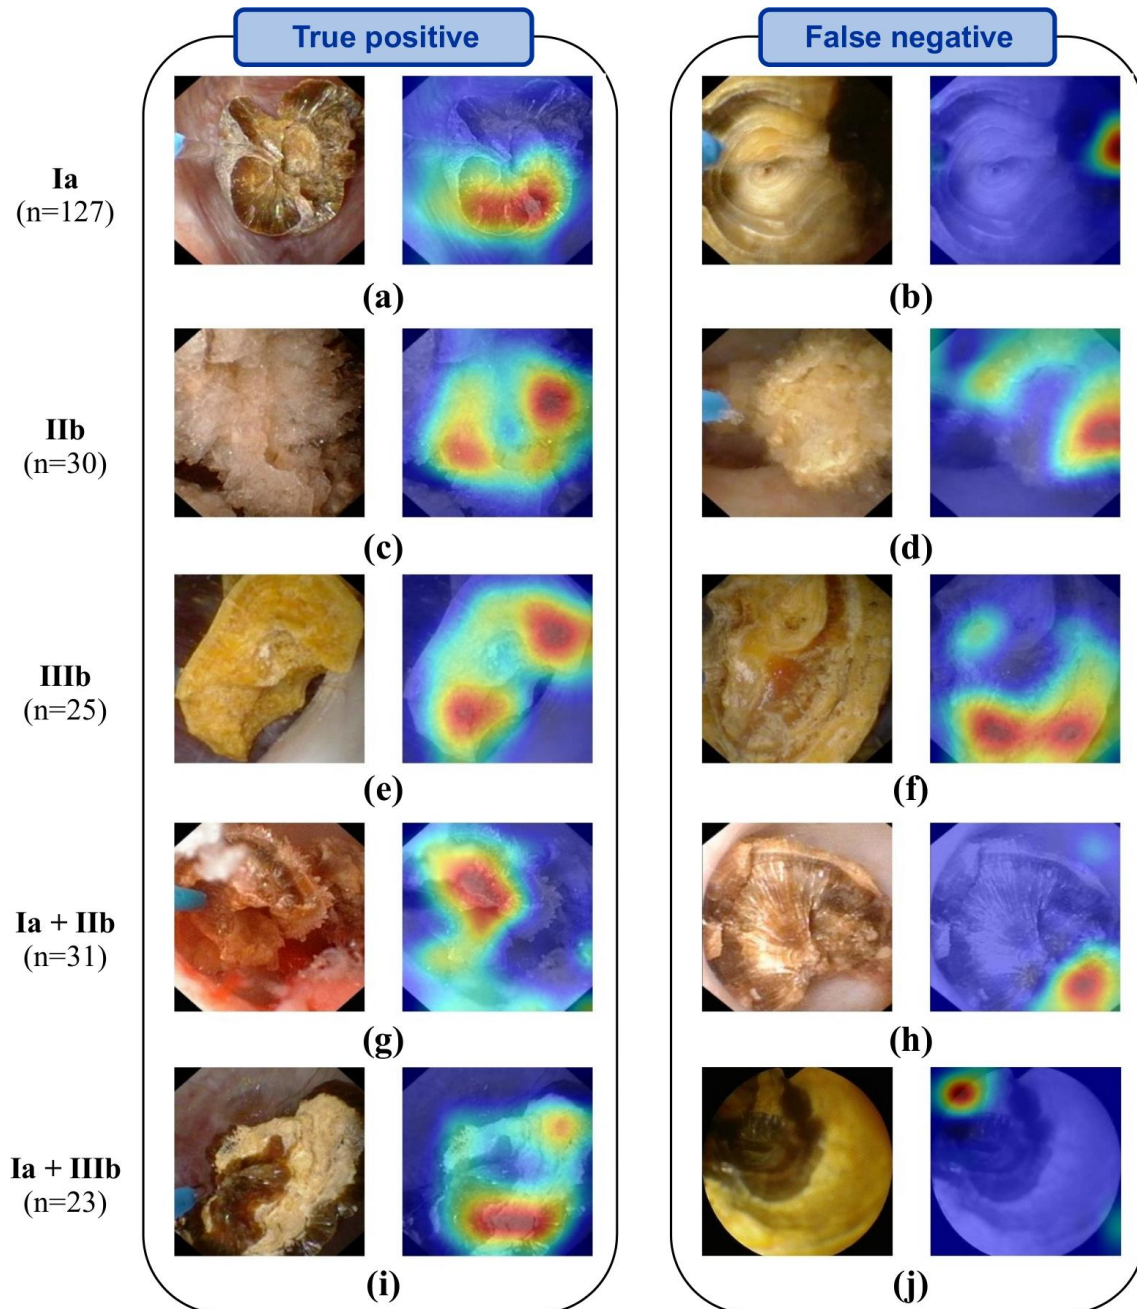 True positive
False negative
Ia
(n=127)
(a)
(b)
IIb
(n=30)
(c)
(d)
IIIb
(n=25)
(e)
(f)
Ia + IIb
(n=31)
(g)
(h)
Ia + IIIb
(n=23)
(i)
(j)